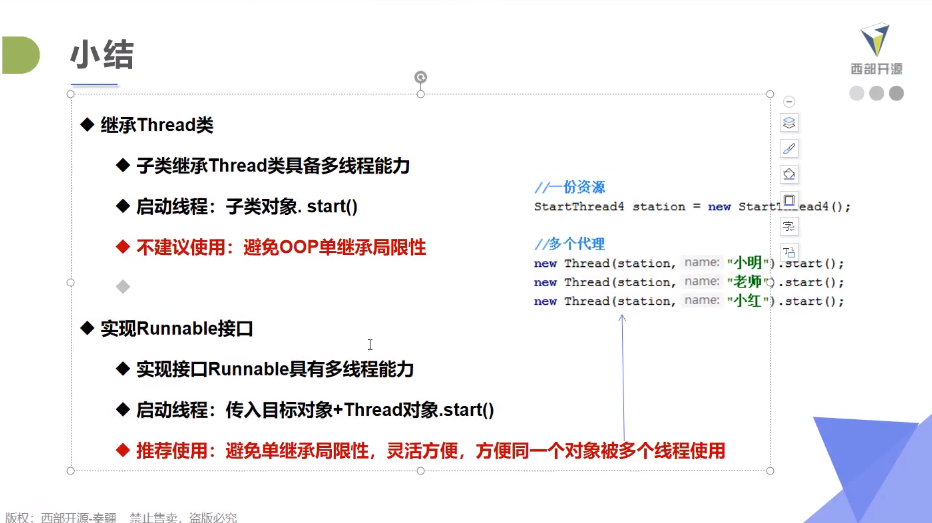 小结
西部开源
继承Thread类
子类继承Thread类具备多线程能力
启动线程：子类对象. start()
不建议使用：避免OOP单继承局限性
实现Runnable接口
实现接口Runnable具有多线程能力
启动线程：传入目标对象+Thread对象.start()
推荐使用：避免单继承局限性，灵活方便，方便同一个对象被多个线程使用
//一份资源
StartThread4 station = new StartThread4();
//多个代理
new Thread(station, name: "小明").start();
new Thread(station, name: "老师").start();
new Thread(station, name: "小红").start();
版权：西部开源-秦疆 禁止售卖，盗版必究